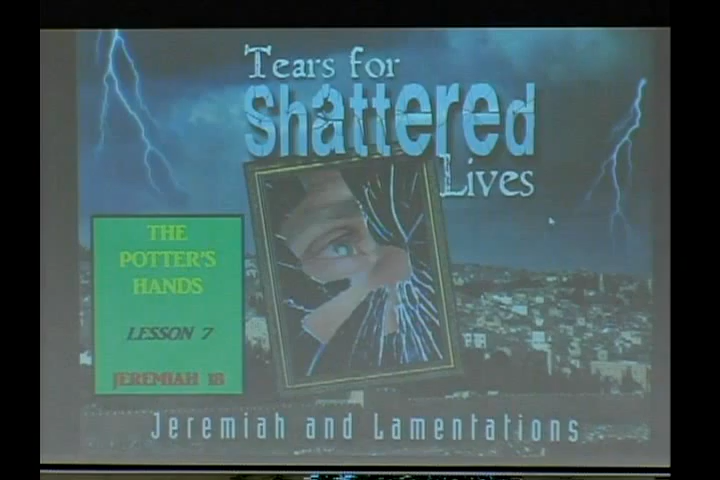 Tears for
Shattered
Lives
THE
POTTER'S
HANDS
LESSON 7
JEREMIAH 18
Jeremiah and Lamentations